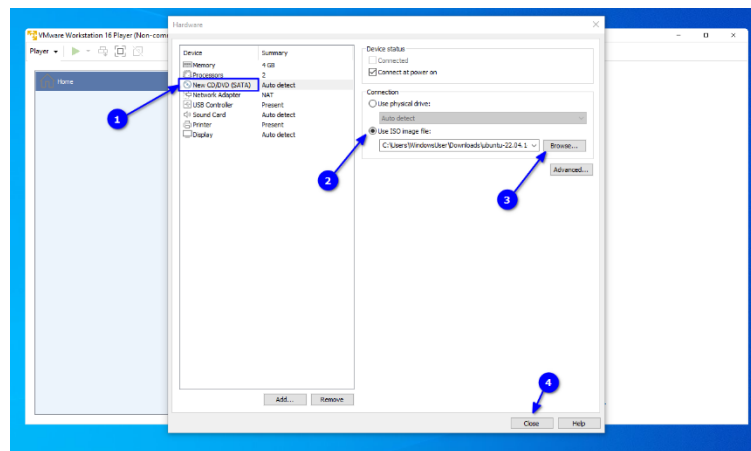 Hardware
VMware Workstation 16 Player (Non-com
Player
Home
Device Summary
Memory 4 GB
Processors 2
New CD/DVD (SATA) Auto detect
Network Adapter NAT
USB Controller Present
Sound Card Auto detect
Printer Present
Display Auto detect
Add... Remove
Device status
Connected
Connect at power on
Connection
Use physical drive:
Auto detect
Use ISO image file:
C:\Users\WindowsUser\Downloads\ubuntu-22.04.1
Browse...
Advanced...
Close Help
1
2
3
4